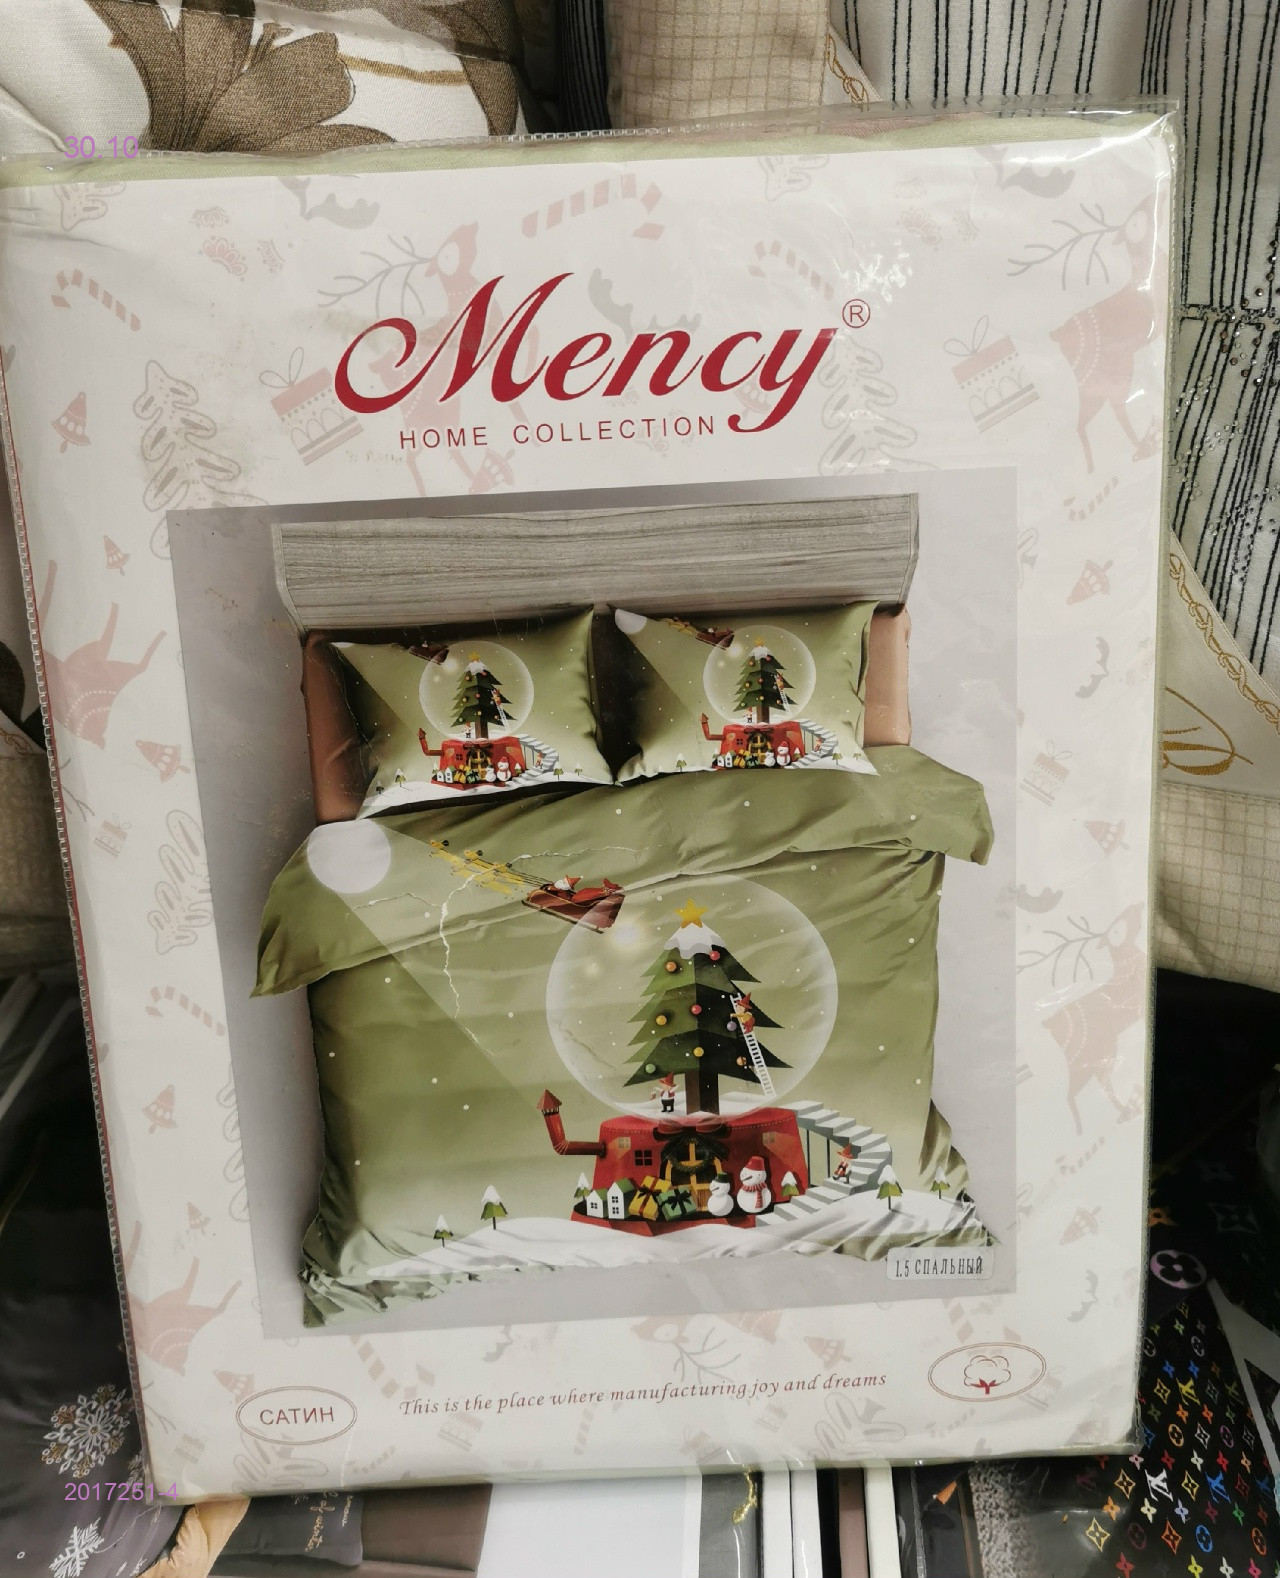 30 10
Mency®
HOME COLLECTION
1.5 СПАЛЬНЫЙ
This is the place where manufacturing joy and dreams
САТИН
2017251-4